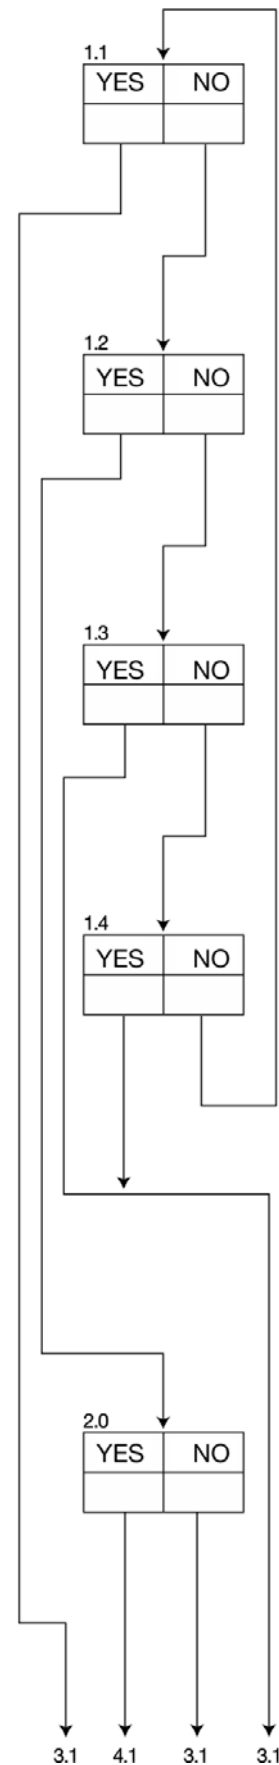 1.1
YES NO
1.2
YES NO
1.3
YES NO
1.4
YES NO
2.0
YES NO
3.1 4.1 3.1 3.1